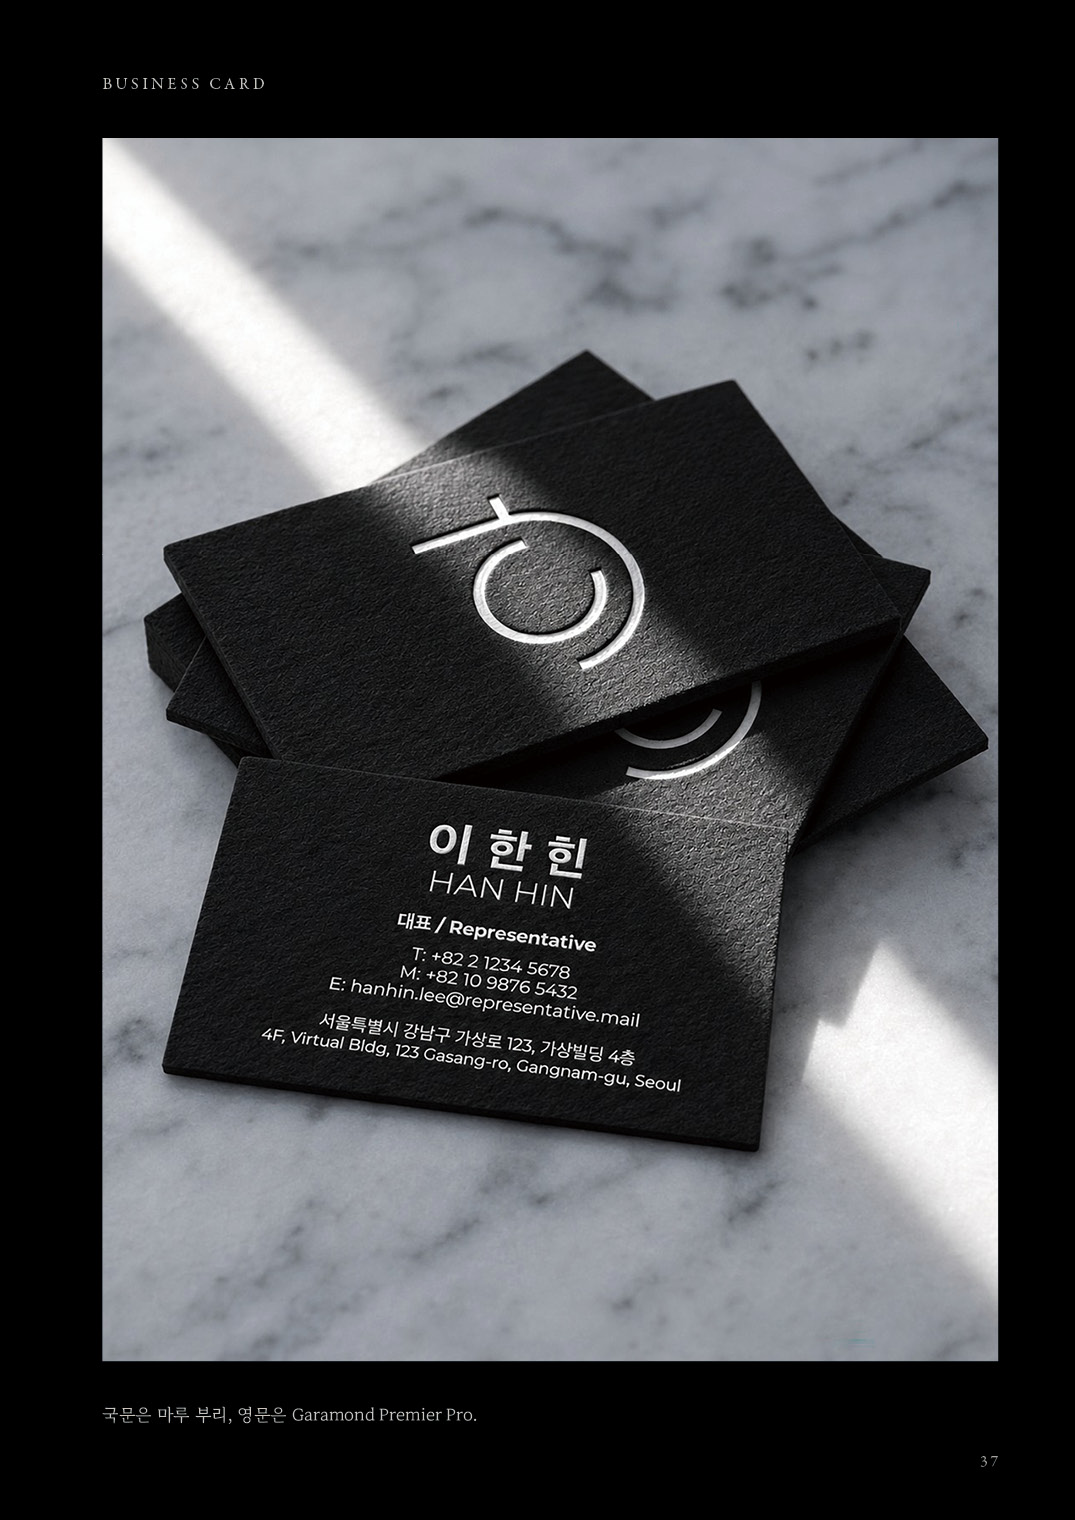 BUSINESS CARD
이 한 힌
HAN HIN
대표 / Representative
T: +82 2 1234 5678
M: +82 10 9876 5432
E: hanhin.lee@representative.mail
서울특별시 강남구 가상로 123, 가상빌딩 4층
4F, Virtual Bldg, 123 Gasang-ro, Gangnam-gu, Seoul
국문은 마루 부리, 영문은 Garamond Premier Pro.
37